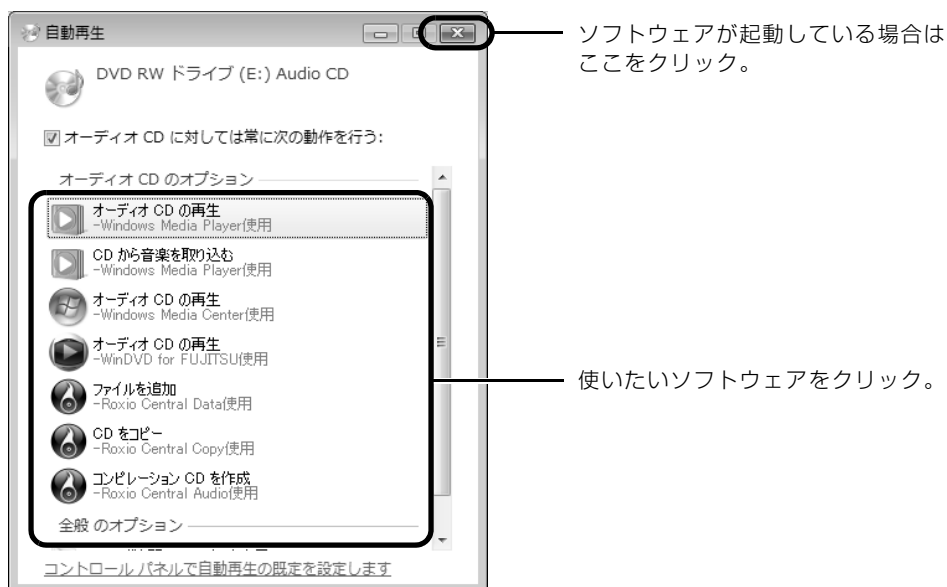 自動再生
ソフトウェアが起動している場合は
ここをクリック。
DVD RW ドライブ (E:) Audio CD
オーディオ CD に対しては常に次の動作を行う:
オーディオ CD のオプション
オーディオ CD の再生
-Windows Media Player使用
CD から音楽を取り込む
-Windows Media Player使用
オーディオ CD の再生
-Windows Media Center使用
オーディオ CD の再生
-WinDVD for FUJITSU使用
使いたいソフトウェアをクリック。
ファイルを追加
-Roxio Central Data使用
CD をコピー
-Roxio Central Copy使用
コンピレーション CD を作成
-Roxio Central Audio使用
全般 のオプション
コントロール パネルで自動再生の既定を設定します